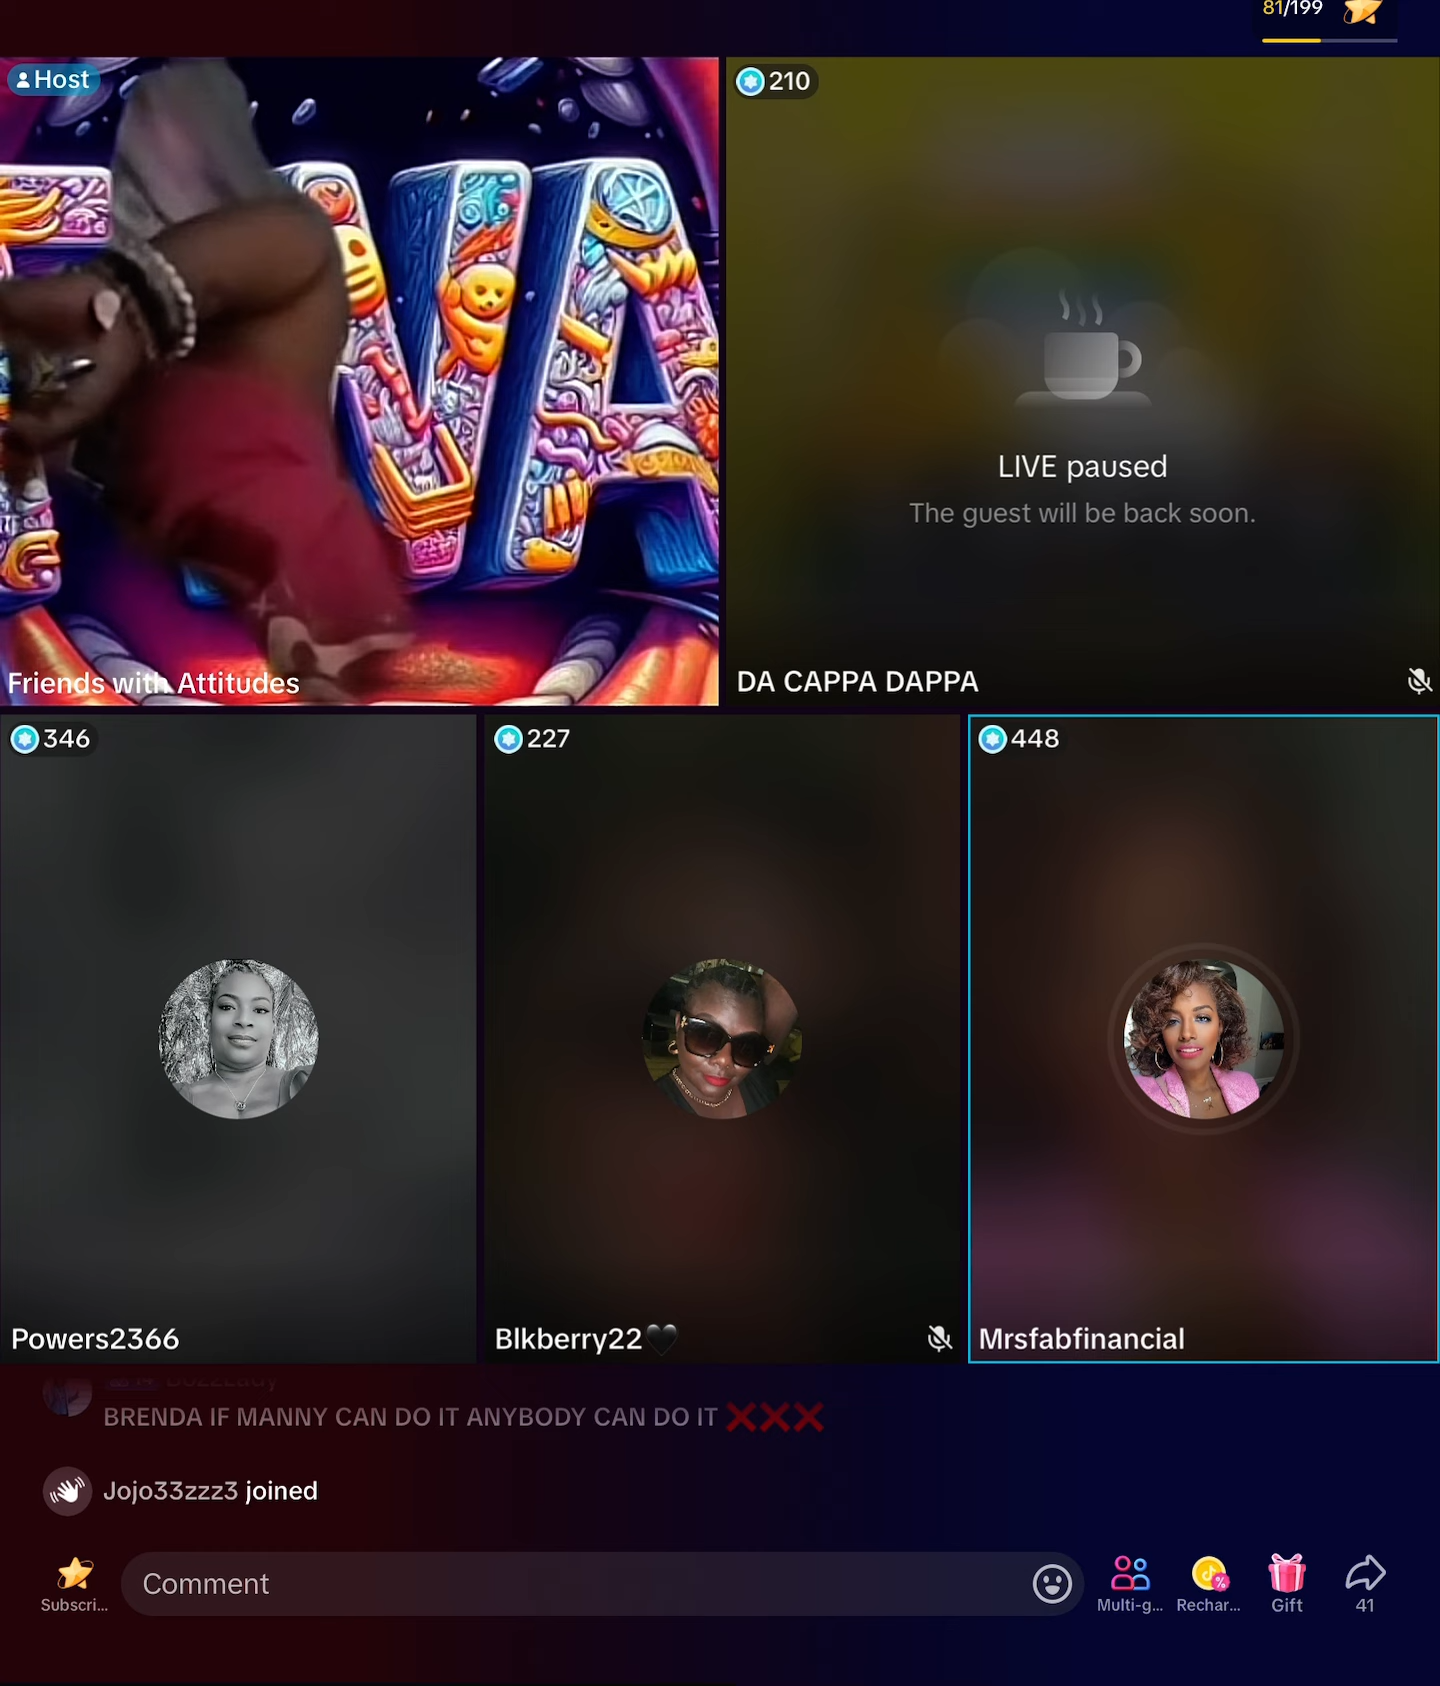 81/199
Host
210
VA
LIVE paused
The guest will be back soon.
Friends with Attitudes
DA CAPPA DAPPA
346
227
448
Powers2366
Blkberry22🖤
Mrsfabfinancial
BuzzLady
BRENDA IF MANNY CAN DO IT ANYBODY CAN DO IT ❌❌❌
Jojo33zzz3 joined
Subscri...
Comment
Multi-g...
Rechar...
Gift
41